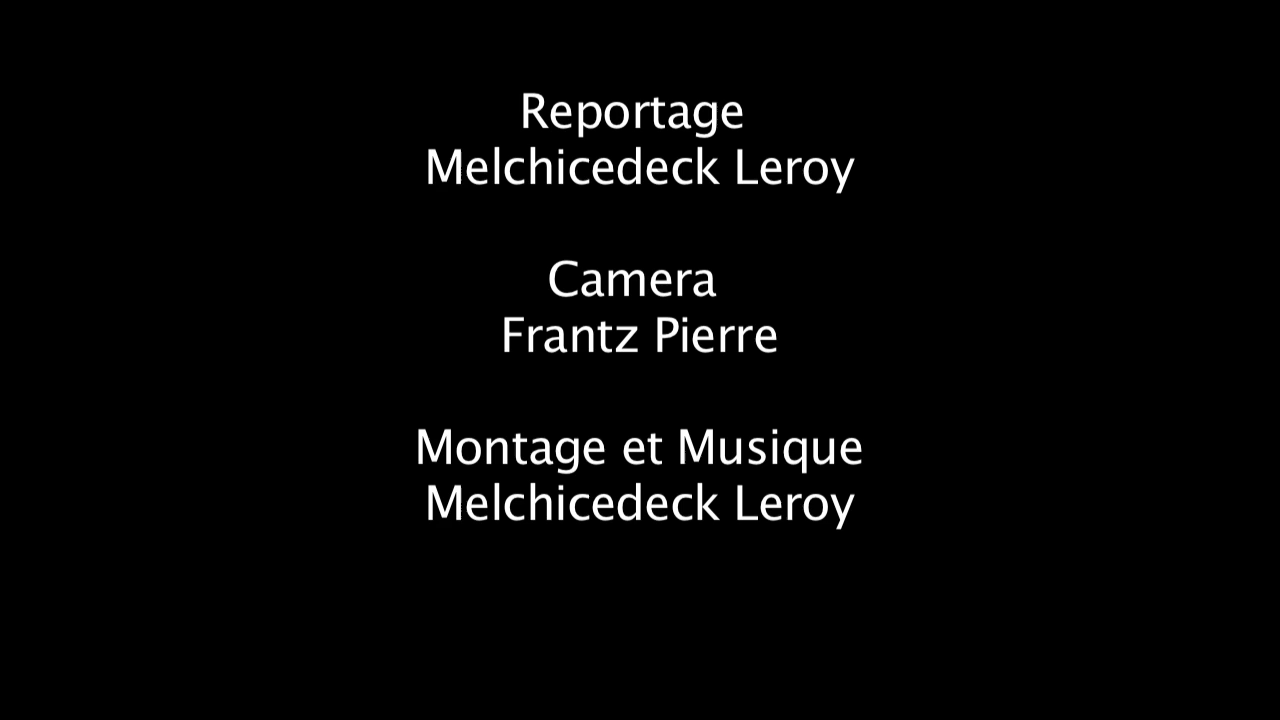 Reportage
Melchicedeck Leroy
Camera
Frantz Pierre
Montage et Musique
Melchicedeck Leroy